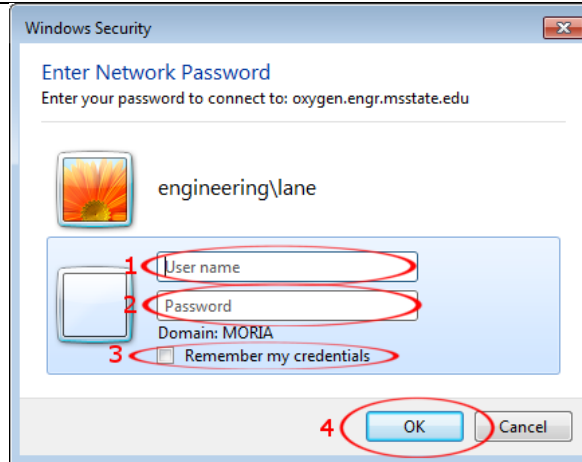 Windows Security
Enter Network Password
Enter your password to connect to: oxygen.engr.msstate.edu
engineering\lane
1 User name
2 Password
Domain: MORIA
3 Remember my credentials
4 OK Cancel